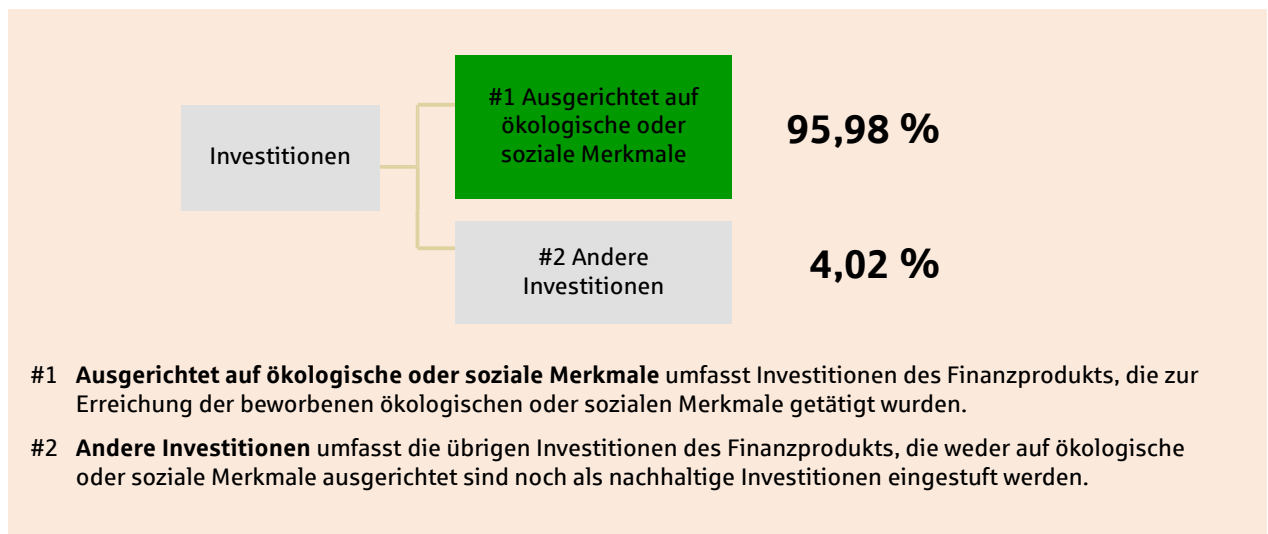 Investitionen
#1 Ausgerichtet auf
ökologische oder
soziale Merkmale
95,98 %
#2 Andere
Investitionen
4,02 %
#1 Ausgerichtet auf ökologische oder soziale Merkmale umfasst Investitionen des Finanzprodukts, die zur
Erreichung der beworbenen ökologischen oder sozialen Merkmale getätigt wurden.
#2 Andere Investitionen umfasst die übrigen Investitionen des Finanzprodukts, die weder auf ökologische
oder soziale Merkmale ausgerichtet sind noch als nachhaltige Investitionen eingestuft werden.